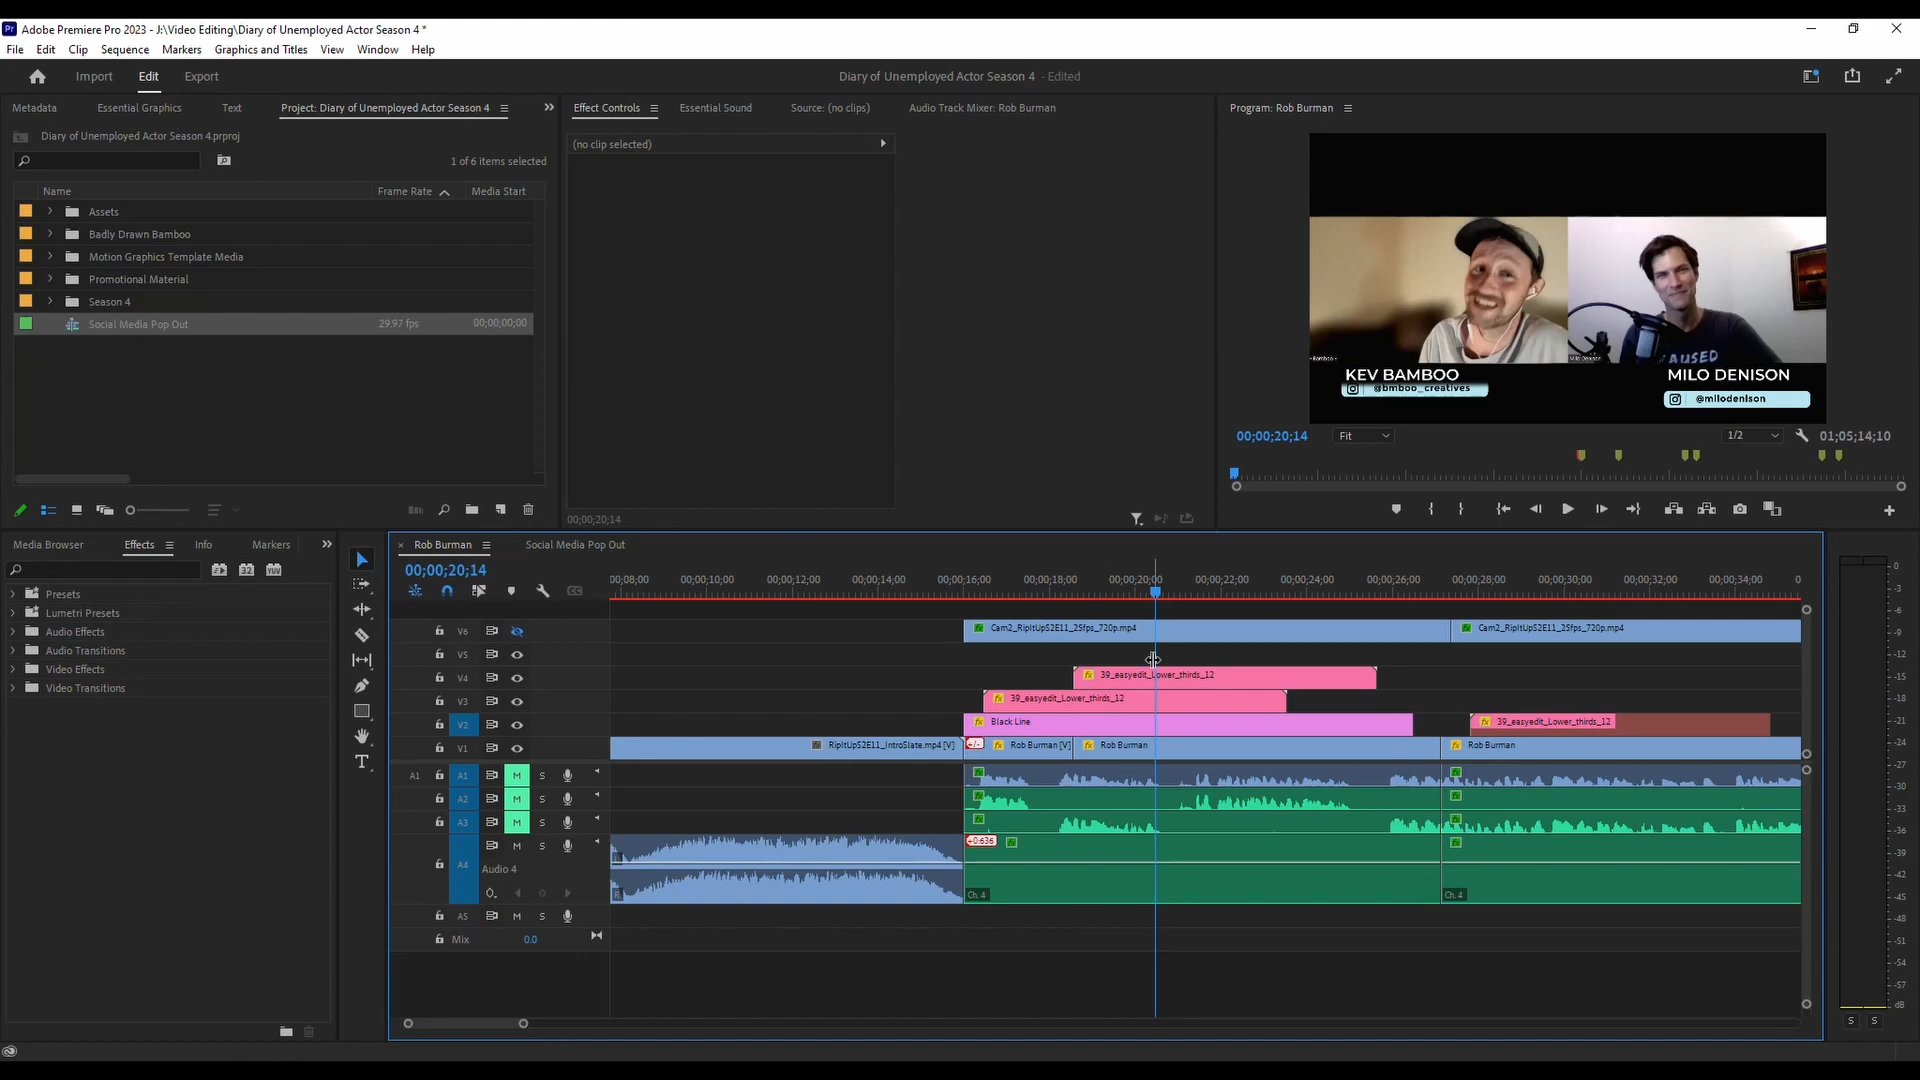 Adobe Premiere Pro 2023 - J:\Video Editing\Diary of Unemployed Actor Season 4 *
File Edit Clip Sequence Markers Graphics and Titles View Window Help
Import Edit Export
Diary of Unemployed Actor Season 4 - Edited
Metadata Essential Graphics Text Project: Diary of Unemployed Actor Season 4
Diary of Unemployed Actor Season 4.prproj
1 of 6 items selected
Name Frame Rate Media Start
Assets
Badly Drawn Bamboo
Motion Graphics Template Media
Promotional Material
Season 4
Social Media Pop Out 29.97 fps 00;00;00;00
Effect Controls Essential Sound Source: (no clips) Audio Track Mixer: Rob Burman
(no clip selected)
00;00;20;14
Program: Rob Burman
KEV BAMBOO
@bmboo_creatives
MILO DENISON
@milodenison
00;00;20;14 Fit 1/2 01;05;14;10
Media Browser Effects Info Markers
32 YUV
Presets
Lumetri Presets
Audio Effects
Audio Transitions
Video Effects
Video Transitions
× Rob Burman Social Media Pop Out
00;00;20;14
00;08;00 00;00;10;00 00;00;12;00 00;00;14;00 00;00;16;00 00;00;18;00 00;00;20;00 00;00;22;00 00;00;24;00 00;00;26;00 00;00;28;00 00;00;30;00 00;00;32;00 00;00;34;00 0
V6 Cam2_RipItUpS2E11_25fps_720p.mp4 Cam2_RipItUpS2E11_25fps_720p.mp4
V5
V4 39_easyedit_Lower_thirds_12
V3 39_easyedit_Lower_thirds_12
V2 Black Line 39_easyedit_Lower_thirds_12
V1 RipItUpS2E11_IntroSlate.mp4 [V] Rob Burman [V] Rob Burman Rob Burman
A1 A1 M S
A2 M S
A3 M S
A4 M S
Audio 4
+0:636
Ch. 4 Ch. 4
A5 M S
Mix 0.0
0
-3
-6
-9
-12
-15
-18
-21
-24
-27
-30
-33
-36
-39
-42
-45
-48
-51
-54
-57
dB
S S